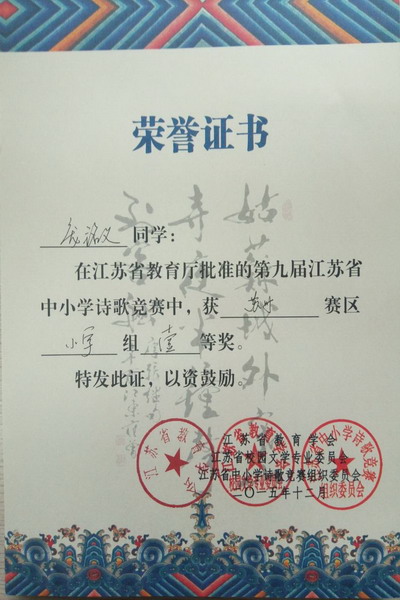 荣誉证书
同学：
在江苏省教育厅批准的第九届江苏省
中小学诗歌竞赛中，获 苏州 赛区
小学 组 壹 等奖。
特发此证，以资鼓励。
江苏省教育学会
江苏省校园文学专业委员会
江苏省中小学诗歌竞赛组织委员会
二〇一五年十二月